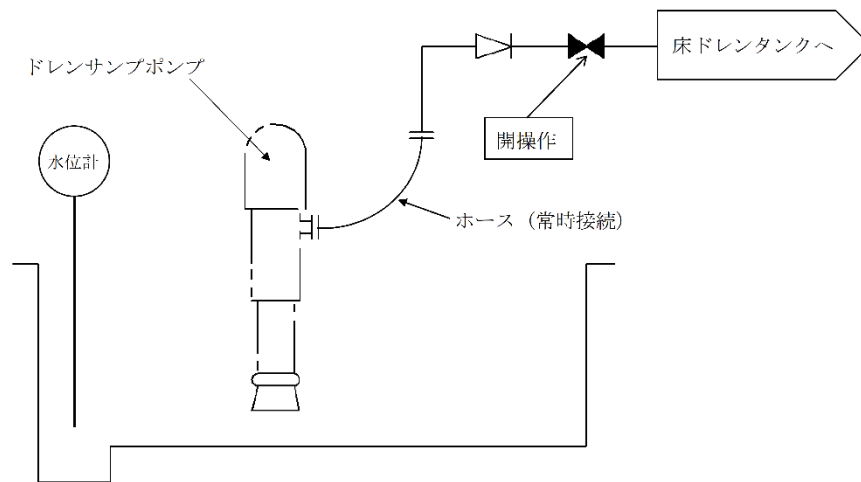 床ドレンタンクへ
ドレンサンプポンプ
開操作
水位計
ホース（常時接続）